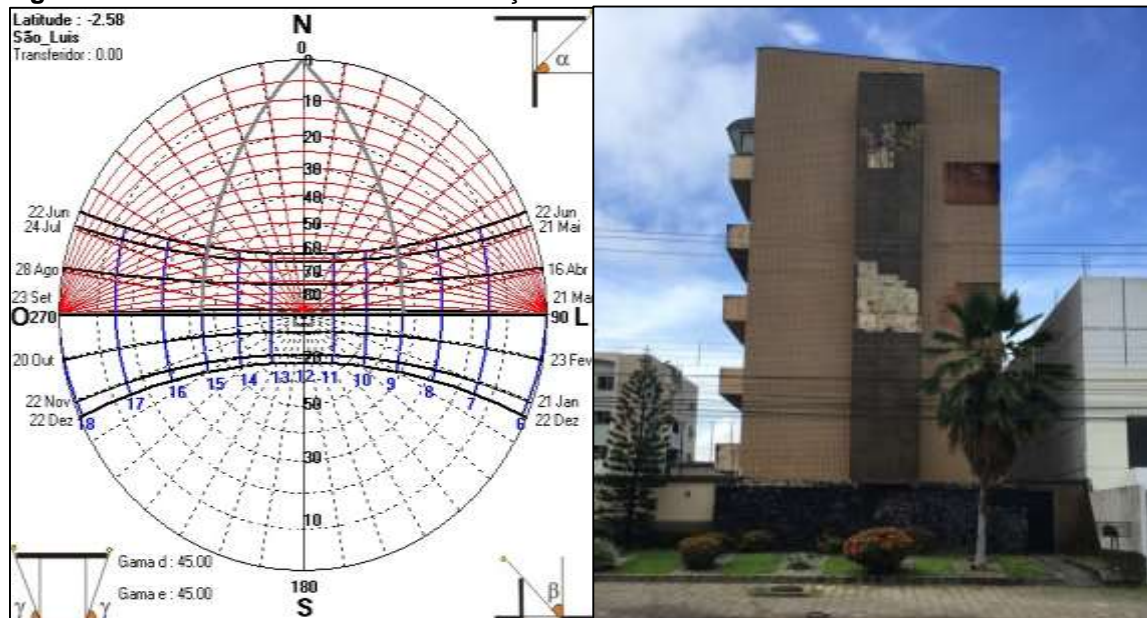 Latitude : -2.58
São_Luis
Transferidor : 0.00
N
0
0
10
20
30
40
50
60
70
80
α
22 Jun
24 Jul
28 Ago
23 Set
O 270
20 Out
22 Nov
22 Dez
22 Jun
21 Mai
16 Abr
21 Ma
90 L
23 Fev
21 Jan
22 Dez
18 17 16 15 14 13 12 11 10 9 8 7 6
50
30
10
180
S
Gama d : 45.00
Gama e : 45.00
γ γ
β